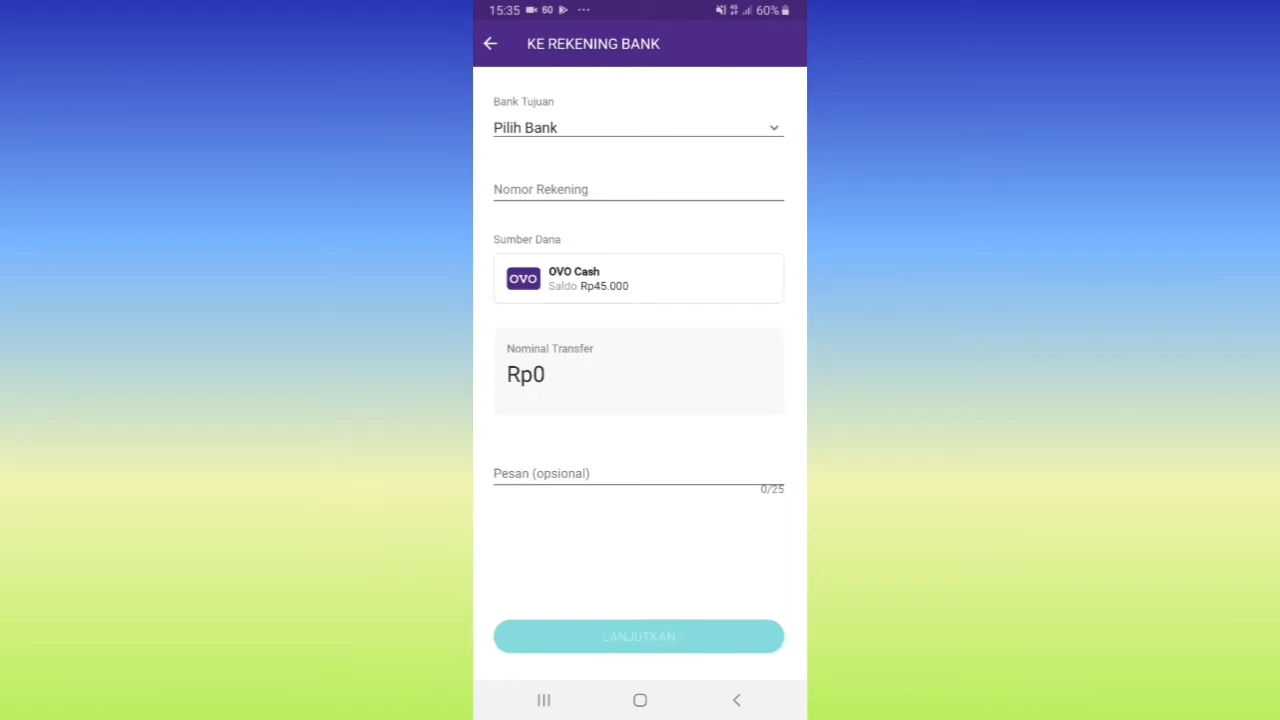 15:35 60 ... 60%
KE REKENING BANK
Bank Tujuan
Pilih Bank
Nomor Rekening
Sumber Dana
OVO
OVO Cash
Saldo Rp45.000
Nominal Transfer
Rp0
Pesan (opsional)
0/25
LANJUTKAN